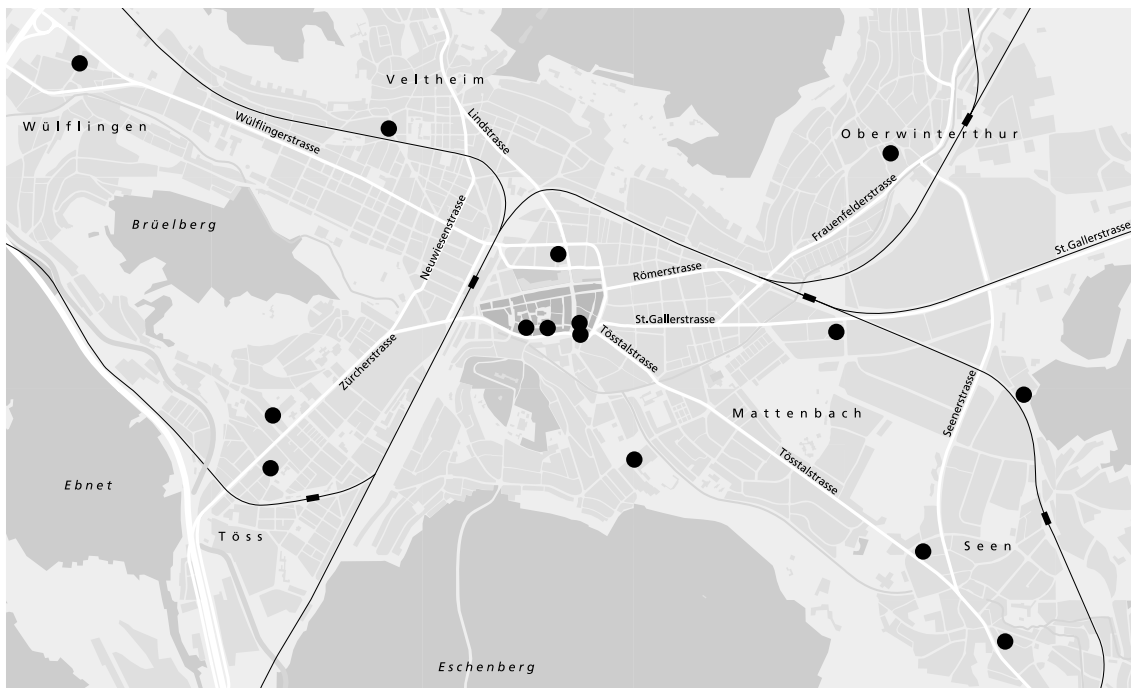 Veltheim
Wülflingen
Wülflingerstrasse
Lindstrasse
Oberwinterthur
Brüelberg
Neuwiesenstrasse
Frauenfelderstrasse
St.Gallerstrasse
Römerstrasse
St.Gallerstrasse
Zürcherstrasse
Tösstalstrasse
Mattenbach
Seenerstrasse
Ebnet
Tösstalstrasse
Töss
Seen
Eschenberg